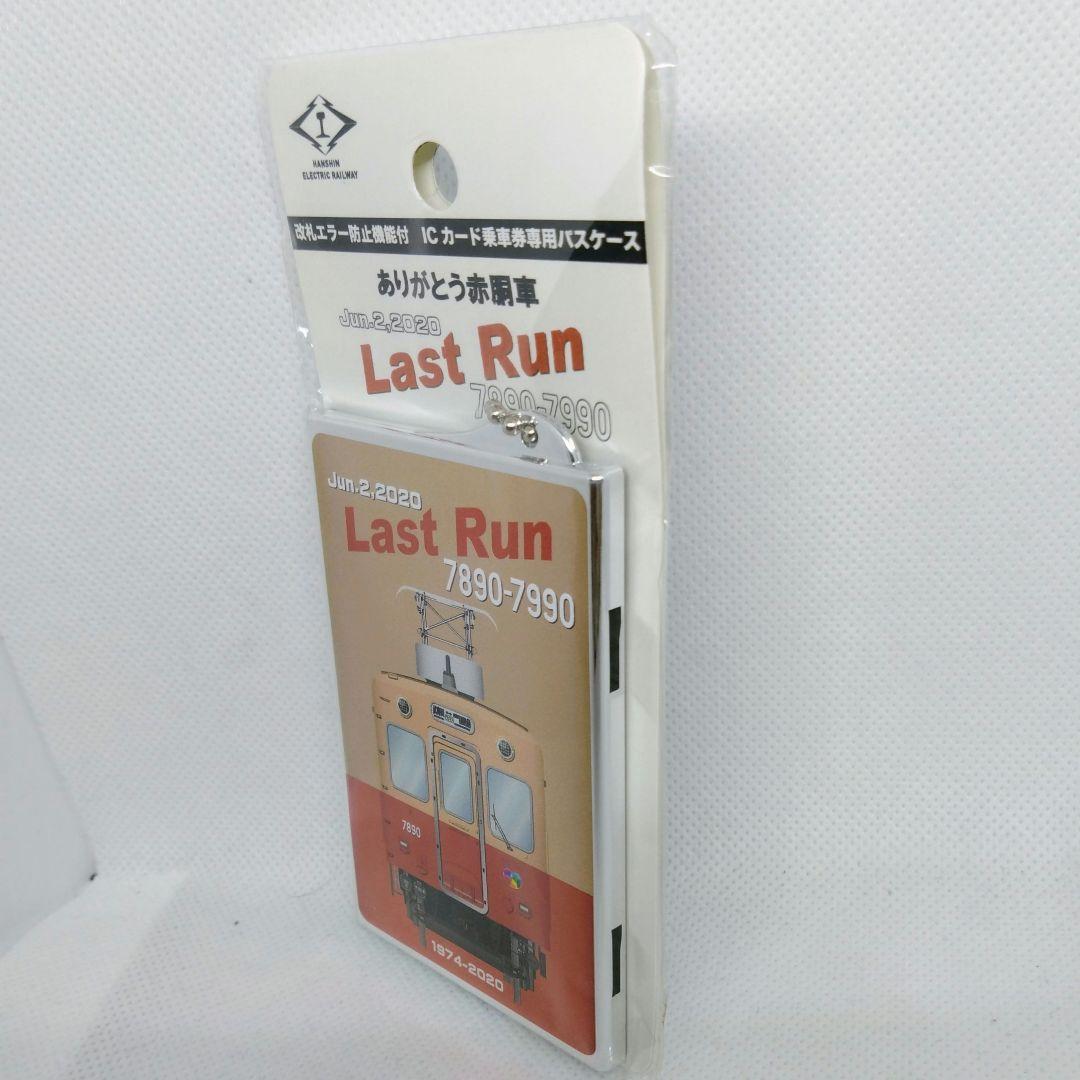 HANSHIN
ELECTRIC RAILWAY
改札エラー防止機能付 ICカード乗車券専用パスケース
ありがとう赤胴車
Jun.2,2020
Last Run
7890-7990
Jun.2,2020
Last Run
7890-7990
7890
1974-2020